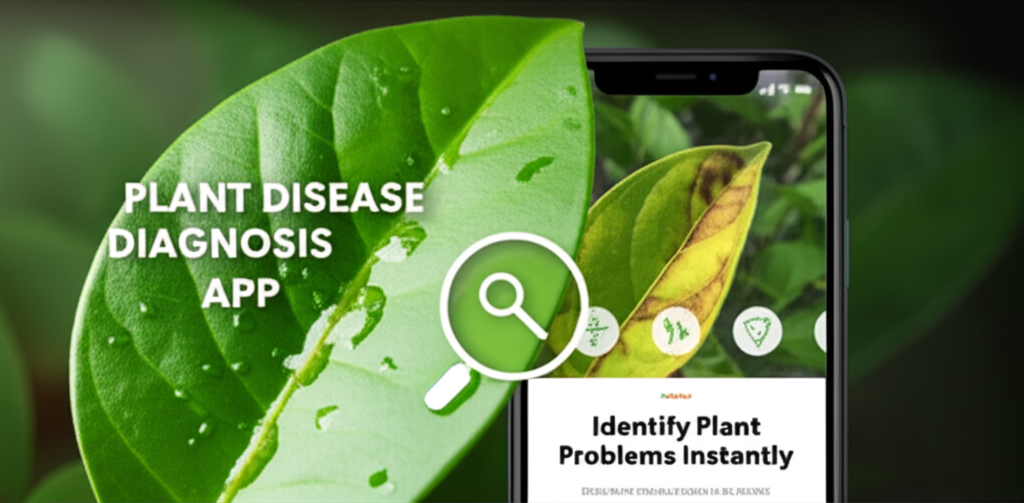 PLANT DISEASE
DIAGNOSIS
APP
Identify Plant
Problems Instantly